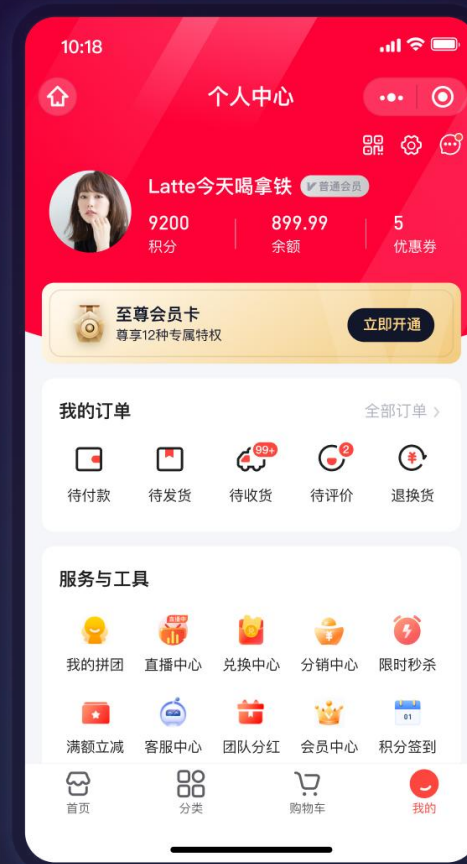 10:18
个人中心
Latte今天喝拿铁 V普通会员
9200 899.99 5
积分 余额 优惠券
至尊会员卡
尊享12种专属特权
立即开通
我的订单 全部订单
99+ 2
待付款 待发货 待收货 待评价 退换货
服务与工具
直播中
我的拼团 直播中心 兑换中心 分销中心 限时秒杀
01
满额立减 客服中心 团队分红 会员中心 积分签到
首页 分类 购物车 我的